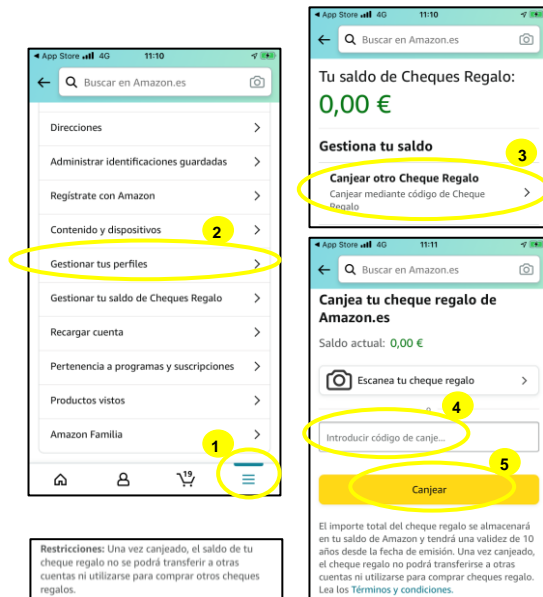 App Store 4G 11:10
Buscar en Amazon.es
Direcciones
Administrar identificaciones guardadas
Regístrate con Amazon
Contenido y dispositivos
2
Gestionar tus perfiles
Gestionar tu saldo de Cheques Regalo
Recargar cuenta
Pertenencia a programas y suscripciones
Productos vistos
Amazon Familia
1
19
Restricciones: Una vez canjeado, el saldo de tu
cheque regalo no se podrá transferir a otras
cuentas ni utilizarse para comprar otros cheques
regalos.
App Store 4G 11:10
Buscar en Amazon.es
Tu saldo de Cheques Regalo:
0,00 €
Gestiona tu saldo
3
Canjear otro Cheque Regalo
Canjear mediante código de Cheque
Regalo
App Store 4G 11:11
Buscar en Amazon.es
Canjea tu cheque regalo de
Amazon.es
Saldo actual: 0,00 €
Escanea tu cheque regalo
4
Introducir código de canje...
5
Canjear
El importe total del cheque regalo se almacenará
en tu saldo de Amazon y tendrá una validez de 10
años desde la fecha de emisión. Una vez canjeado,
el cheque regalo no podrá transferirse a otras
cuentas ni utilizarse para comprar cheques regalo.
Lea los Términos y condiciones.